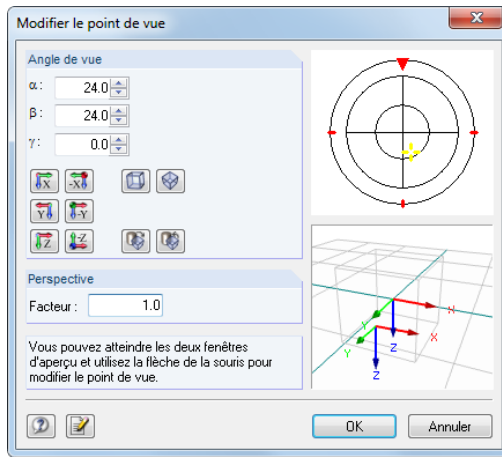 Modifier le point de vue
Angle de vue
α: 24.0
β: 24.0
γ: 0.0
X -X
Y -Y
Z -Z
Perspective
Facteur : 1.0
Vous pouvez atteindre les deux fenêtres
d'aperçu et utilisez la flèche de la souris pour
modifier le point de vue.
X
Y
X
Z
Y
Z
OK
Annuler